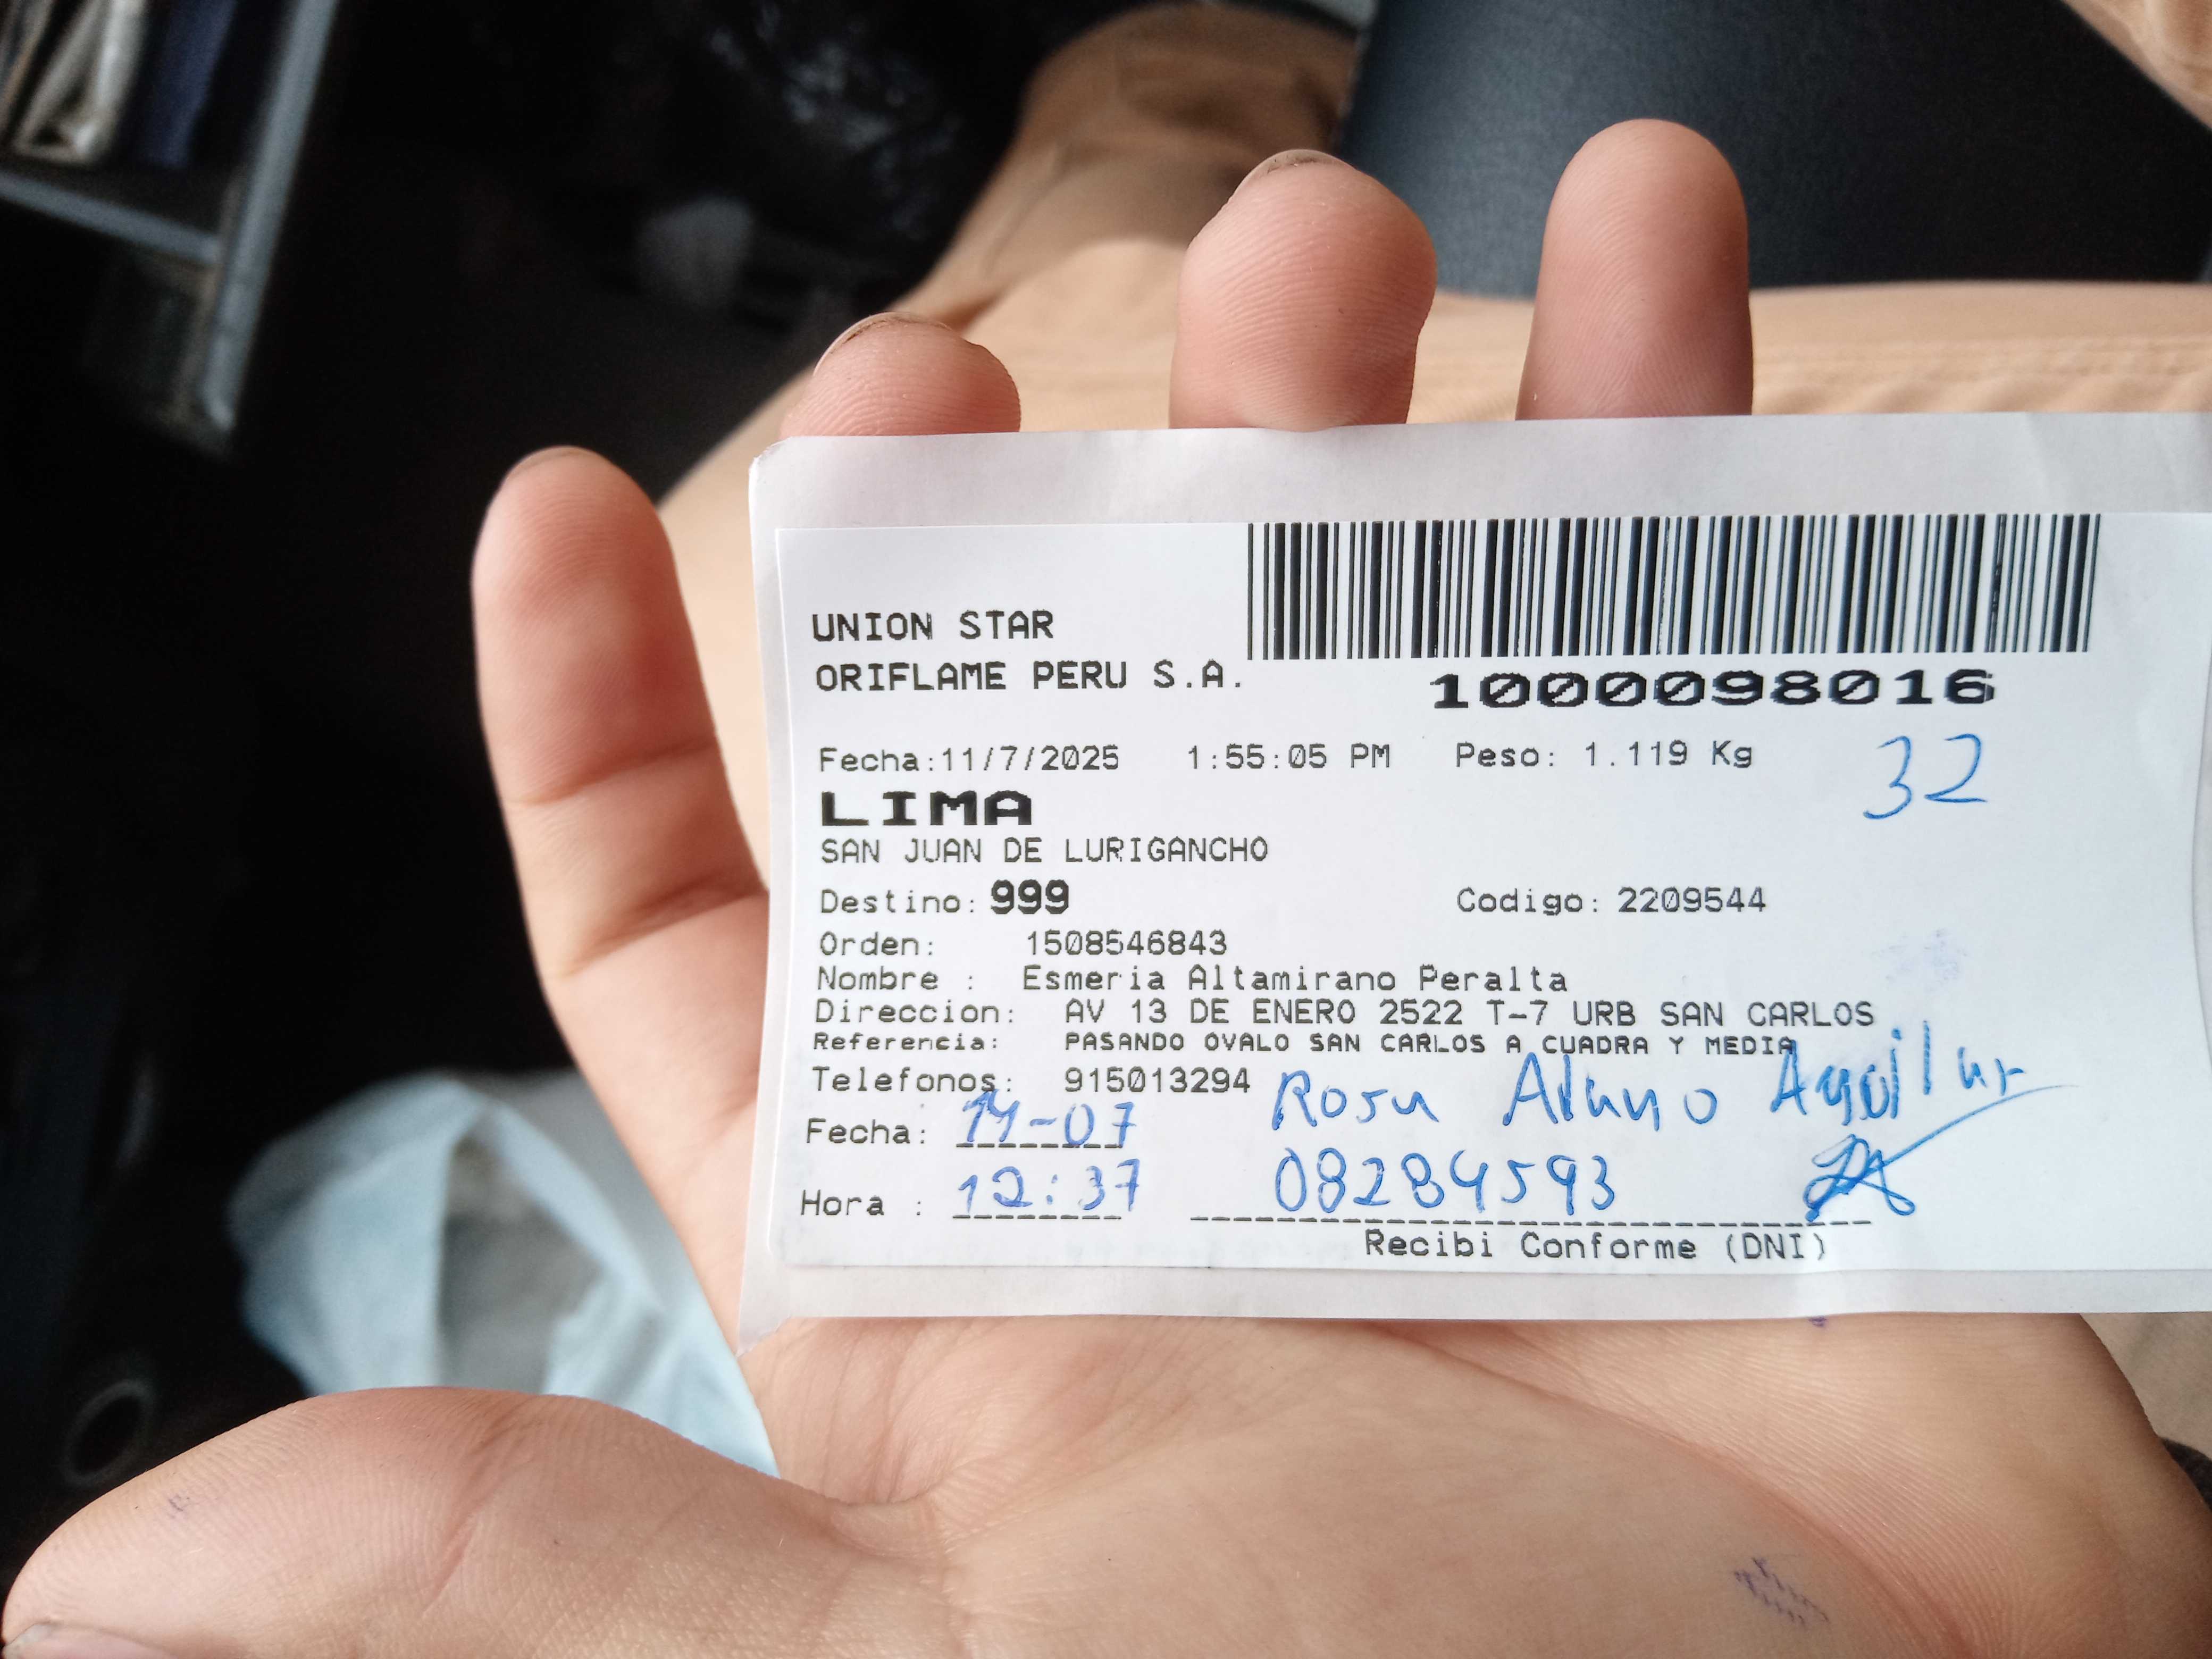 UNION STAR
ORIFLAME PERU S.A.
1000098016
Fecha:11/7/2025 1:55:05 PM Peso: 1.119 Kg
32
LIMA
SAN JUAN DE LURIGANCHO
Destino: 999 Codigo: 2209544
Orden: 1508546843
Nombre : Esmeria Altamirano Peralta
Direccion: AV 13 DE ENERO 2522 T-7 URB SAN CARLOS
Referencia: PASANDO OVALO SAN CARLOS A CUADRA Y MEDIA
Telefonos: 915013294
Rosa Aguilar
Fecha: 14-07
Hora : 12:37
08284593
Recibi Conforme (DNI)